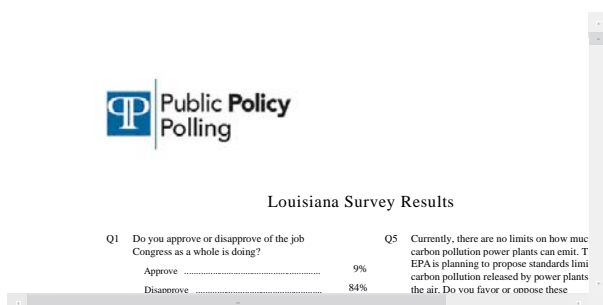 Public Policy
Polling
Louisiana Survey Results
Q1 Do you approve or disapprove of the job
Congress as a whole is doing?
Approve ........................................................ 9%
Disapprove ................................................... 84%
Q5 Currently, there are no limits on how muc
carbon pollution power plants can emit. T
EPA is planning to propose standards limi
carbon pollution released by power plants
the air. Do you favor or oppose these